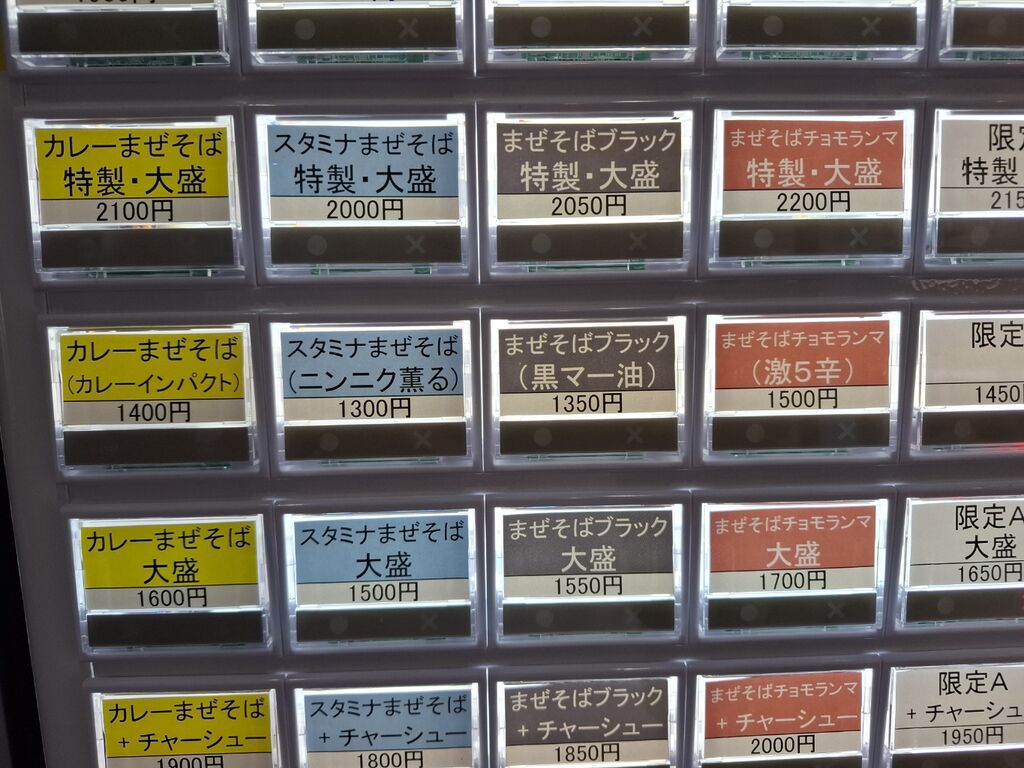 カレーまぜそば
特製・大盛
2100円
スタミナまぜそば
特製・大盛
2000円
まぜそばブラック
特製・大盛
2050円
まぜそばチョモランマ
特製・大盛
2200円
特製
カレーまぜそば
(カレーインパクト)
1400円
スタミナまぜそば
(ニンニク薫る)
1300円
まぜそばブラック
(黒マー油)
1350円
まぜそばチョモランマ
(激5辛)
1500円
限定
1450
カレーまぜそば
大盛
1600円
スタミナまぜそば
大盛
1500円
まぜそばブラック
大盛
1550円
まぜそばチョモランマ
大盛
1700円
限定A
大盛
1650円
カレーまぜそば
+チャーシュー
1900円
スタミナまぜそば
+チャーシュー
1800円
まぜそばブラック
+チャーシュー
1850円
まぜそばチョモランマ
+チャーシュー
2000円
限定A
+チャーシュ
1950円